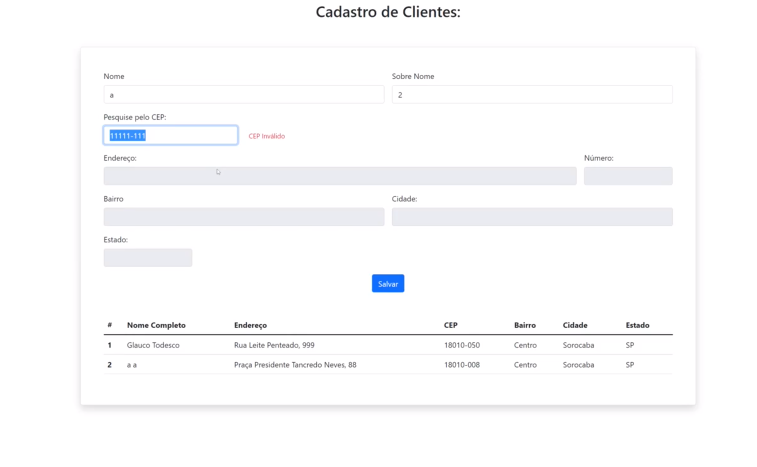 Cadastro de Clientes:
Nome Sobre Nome
a 2
Pesquise pelo CEP:
11111-111 CEP Inválido
Endereço: Número:
Bairro Cidade:
Estado:
Salvar
# Nome Completo Endereço CEP Bairro Cidade Estado
1 Glauco Todesco Rua Leite Penteado, 999 18010-050 Centro Sorocaba SP
2 a a Praça Presidente Tancredo Neves, 88 18010-008 Centro Sorocaba SP